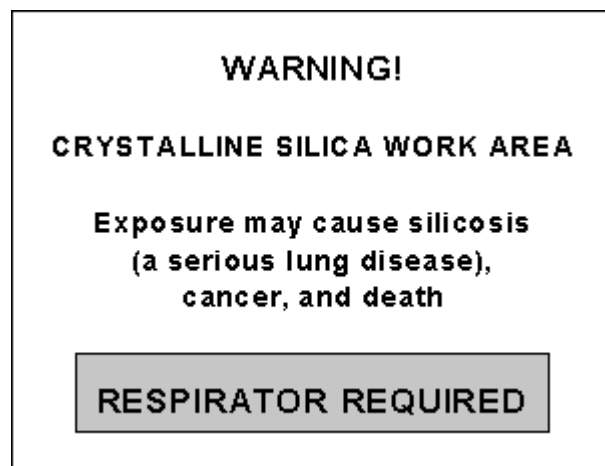 WARNING!
CRYSTALLINE SILICA WORK AREA
Exposure may cause silicosis
(a serious lung disease),
cancer, and death
RESPIRATOR REQUIRED